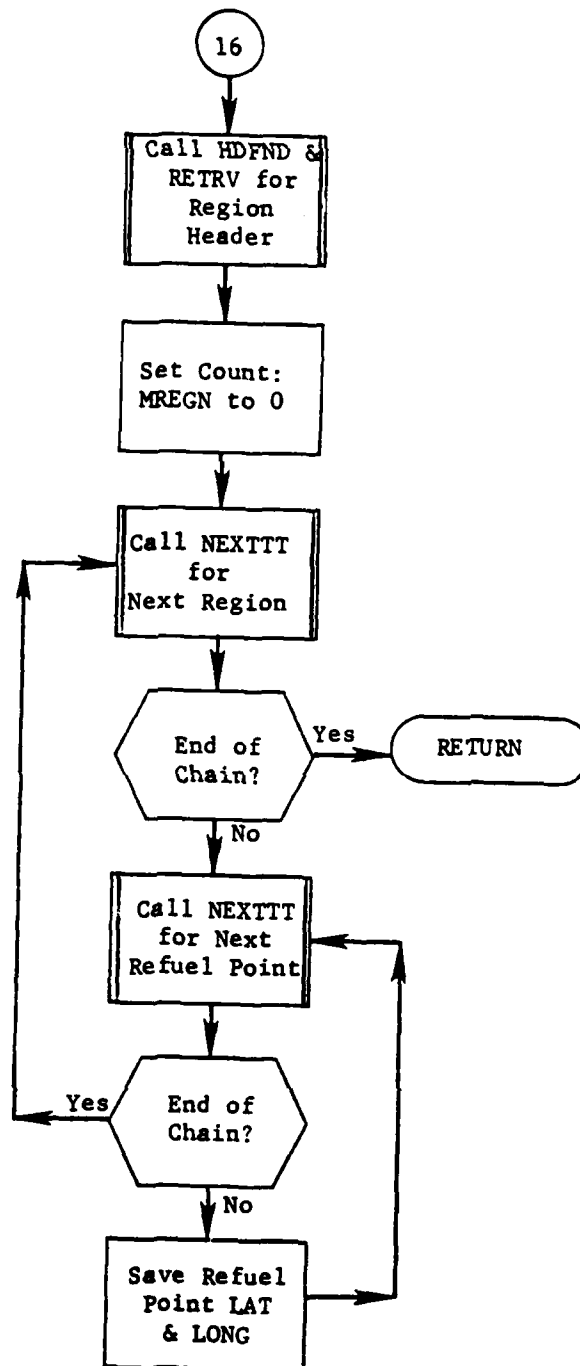 16
Call HDFND &
RETRV for
Region
Header
Set Count:
MREGN to 0
Call NEXTTT
for
Next Region
End of
Chain?
Yes
RETURN
No
Call NEXTTT
for Next
Refuel Point
Yes
End of
Chain?
No
Save Refuel
Point LAT
& LONG